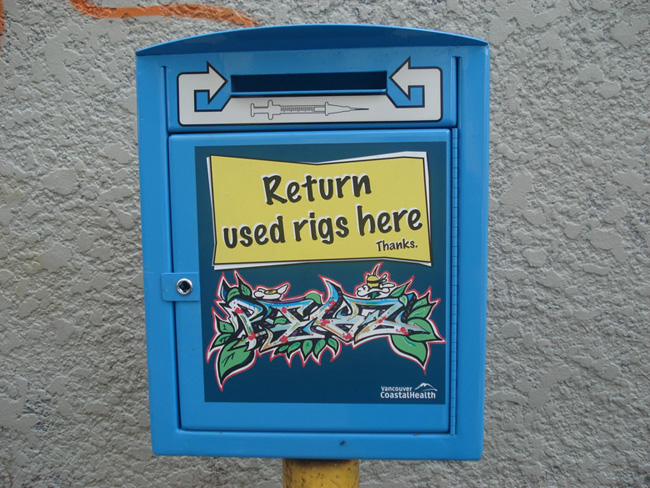 Return
used rigs here
Thanks.
Vancouver
CoastalHealth